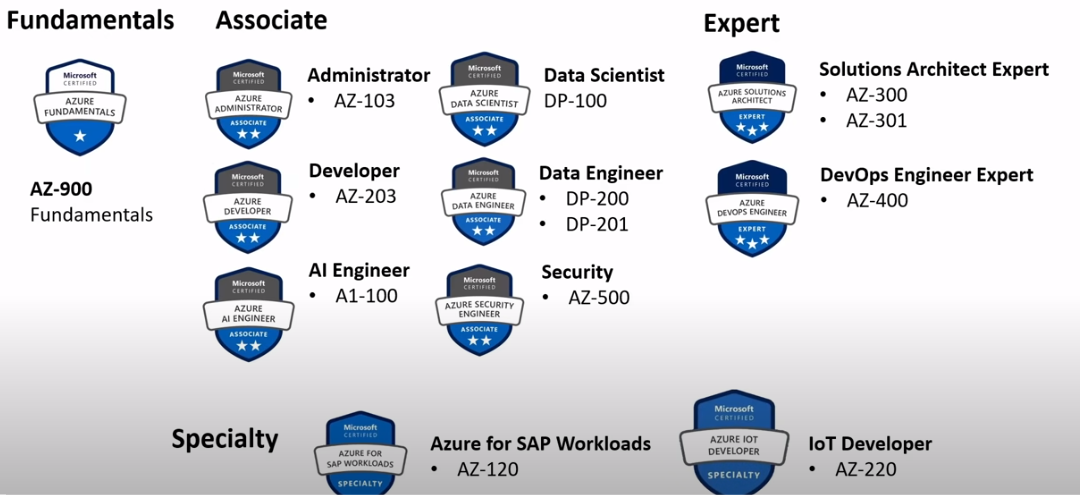 Fundamentals
Microsoft
CERTIFIED
AZURE
FUNDAMENTALS
AZ-900
Fundamentals
Associate
Microsoft
CERTIFIED
AZURE
ADMINISTRATOR
ASSOCIATE
Administrator
• AZ-103
Microsoft
CERTIFIED
AZURE
DATA SCIENTIST
ASSOCIATE
Data Scientist
DP-100
Microsoft
CERTIFIED
AZURE
DEVELOPER
ASSOCIATE
Developer
• AZ-203
Microsoft
CERTIFIED
AZURE
DATA ENGINEER
ASSOCIATE
Data Engineer
• DP-200
• DP-201
Microsoft
CERTIFIED
AZURE
AI ENGINEER
ASSOCIATE
AI Engineer
• A1-100
Microsoft
CERTIFIED
AZURE SECURITY
ENGINEER
ASSOCIATE
Security
• AZ-500
Expert
Microsoft
CERTIFIED
AZURE SOLUTIONS
ARCHITECT
EXPERT
Solutions Architect Expert
• AZ-300
• AZ-301
Microsoft
CERTIFIED
AZURE
DEVOPS ENGINEER
EXPERT
DevOps Engineer Expert
• AZ-400
Specialty
Microsoft
CERTIFIED
AZURE FOR
SAP WORKLOADS
SPECIALTY
Azure for SAP Workloads
• AZ-120
Microsoft
CERTIFIED
AZURE IOT
DEVELOPER
SPECIALTY
IoT Developer
• AZ-220